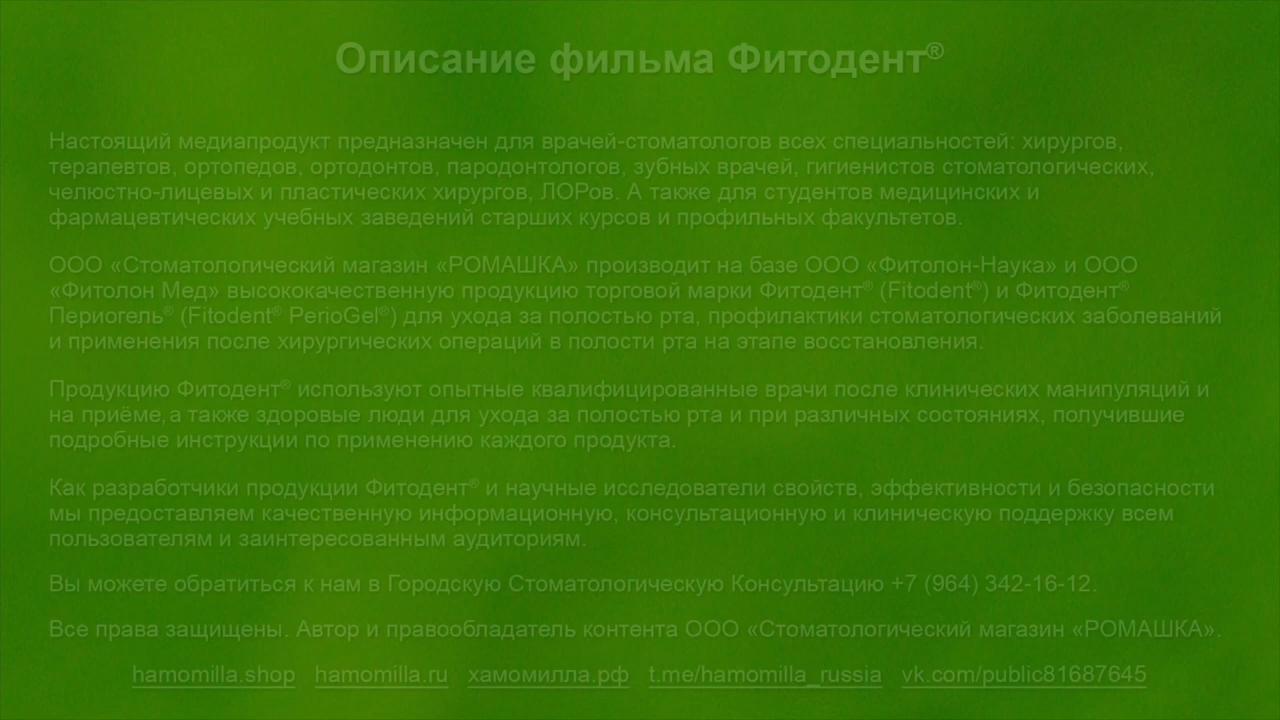 Описание фильма Фитодент®
Настоящий медиапродукт предназначен для врачей-стоматологов всех специальностей: хирургов,
терапевтов, ортопедов, ортодонтов, пародонтологов, зубных врачей, гигиенистов стоматологических,
челюстно-лицевых и пластических хирургов, ЛОРов. А также для студентов медицинских и
фармацевтических учебных заведений старших курсов и профильных факультетов.
ООО «Стоматологический магазин «РОМАШКА» производит на базе ООО «Фитолон-Наука» и ООО
«Фитолон Мед» высококачественную продукцию торговой марки Фитодент® (Fitodent®) и Фитодент®
Периогель® (Fitodent® PerioGel®) для ухода за полостью рта, профилактики стоматологических заболеваний
и применения после хирургических операций в полости рта на этапе восстановления.
Продукцию Фитодент® используют опытные квалифицированные врачи после клинических манипуляций и
на приёме, а также здоровые люди для ухода за полостью рта и при различных состояниях, получившие
подробные инструкции по применению каждого продукта.
Как разработчики продукции Фитодент® и научные исследователи свойств, эффективности и безопасности
мы предоставляем качественную информационную, консультационную и клиническую поддержку всем
пользователям и заинтересованным аудиториям.
Вы можете обратиться к нам в Городскую Стоматологическую Консультацию +7 (964) 342-16-12.
Все права защищены. Автор и правообладатель контента ООО «Стоматологический магазин «РОМАШКА».
hamomilla.shop hamomilla.ru хамомилла.рф t.me/hamomilla_russia vk.com/public81687645